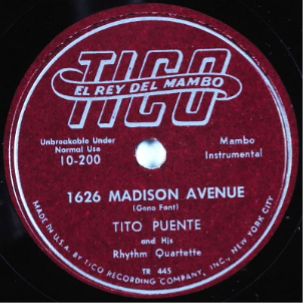 TICO
EL REY DEL MAMBO
Unbreakable Under
Normal Use
10-200
Mambo
Instrumental
1626 MADISON AVENUE
(Gene Font)
TITO PUENTE
and His
Rhythm Quartette
TR 445
MADE IN U.S.A. BY TICO RECORDING COMPANY, INC., NEW YORK CITY